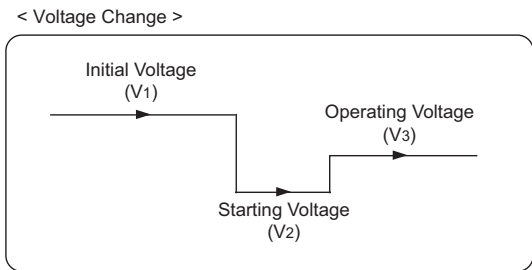 < Voltage Change >
Initial Voltage
(V1)
Operating Voltage
(V3)
Starting Voltage
(V2)